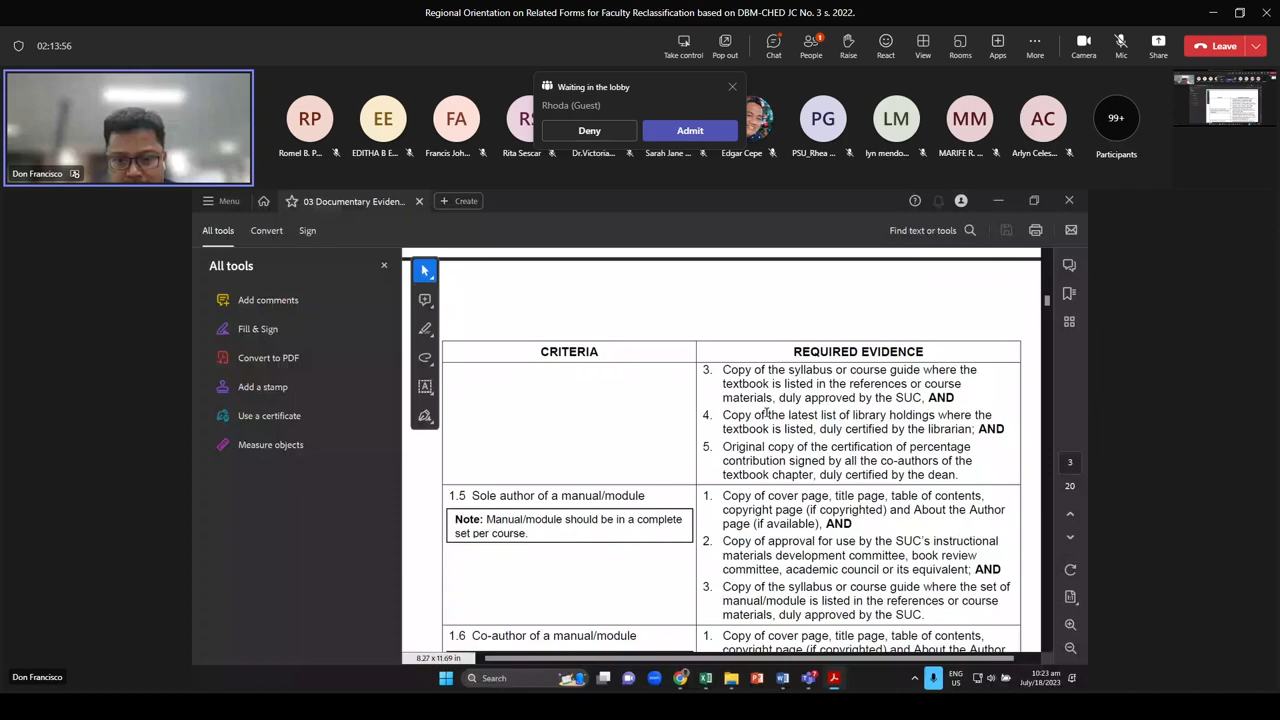 Regional Orientation on Related Forms for Faculty Reclassification based on DBM-CHED JC No. 3 s. 2022.
02:13:56
Take control
Pop out
Chat
1
People
Raise
React
View
Rooms
Apps
More
Camera
Mic
Share
Leave
Waiting in the lobby
Rhoda (Guest)
Deny
Admit
Don Francisco
RP
EE
FA
PG
LM
MM
AC
99+
Romel B. P...
EDITHA B E...
Francis Joh...
Rita Sescar
Dr.Victoria...
Sarah Jane ...
Edgar Cepe
PSU_Rhea ...
lyn mendo...
MARIFE R. ...
Arlyn Celes...
Participants
Menu
03 Documentary Eviden...
Create
All tools
Convert
Sign
Find text or tools
All tools
Add comments
Fill & Sign
Convert to PDF
Add a stamp
Use a certificate
Measure objects
CRITERIA
REQUIRED EVIDENCE
3. Copy of the syllabus or course guide where the
textbook is listed in the references or course
materials, duly approved by the SUC, AND
4. Copy of the latest list of library holdings where the
textbook is listed, duly certified by the librarian; AND
5. Original copy of the certification of percentage
contribution signed by all the co-authors of the
textbook chapter, duly certified by the dean.
1.5 Sole author of a manual/module
Note: Manual/module should be in a complete
set per course.
1. Copy of cover page, title page, table of contents,
copyright page (if copyrighted) and About the Author
page (if available), AND
2. Copy of approval for use by the SUC's instructional
materials development committee, book review
committee, academic council or its equivalent; AND
3. Copy of the syllabus or course guide where the set of
manual/module is listed in the references or course
materials, duly approved by the SUC.
1.6 Co-author of a manual/module
1. Copy of cover page, title page, table of contents,
copyright page (if copyrighted) and About the Author
3
20
8.27 x 11.69 in
Don Francisco
Search
ENG
US
10:23 am
July/18/2023